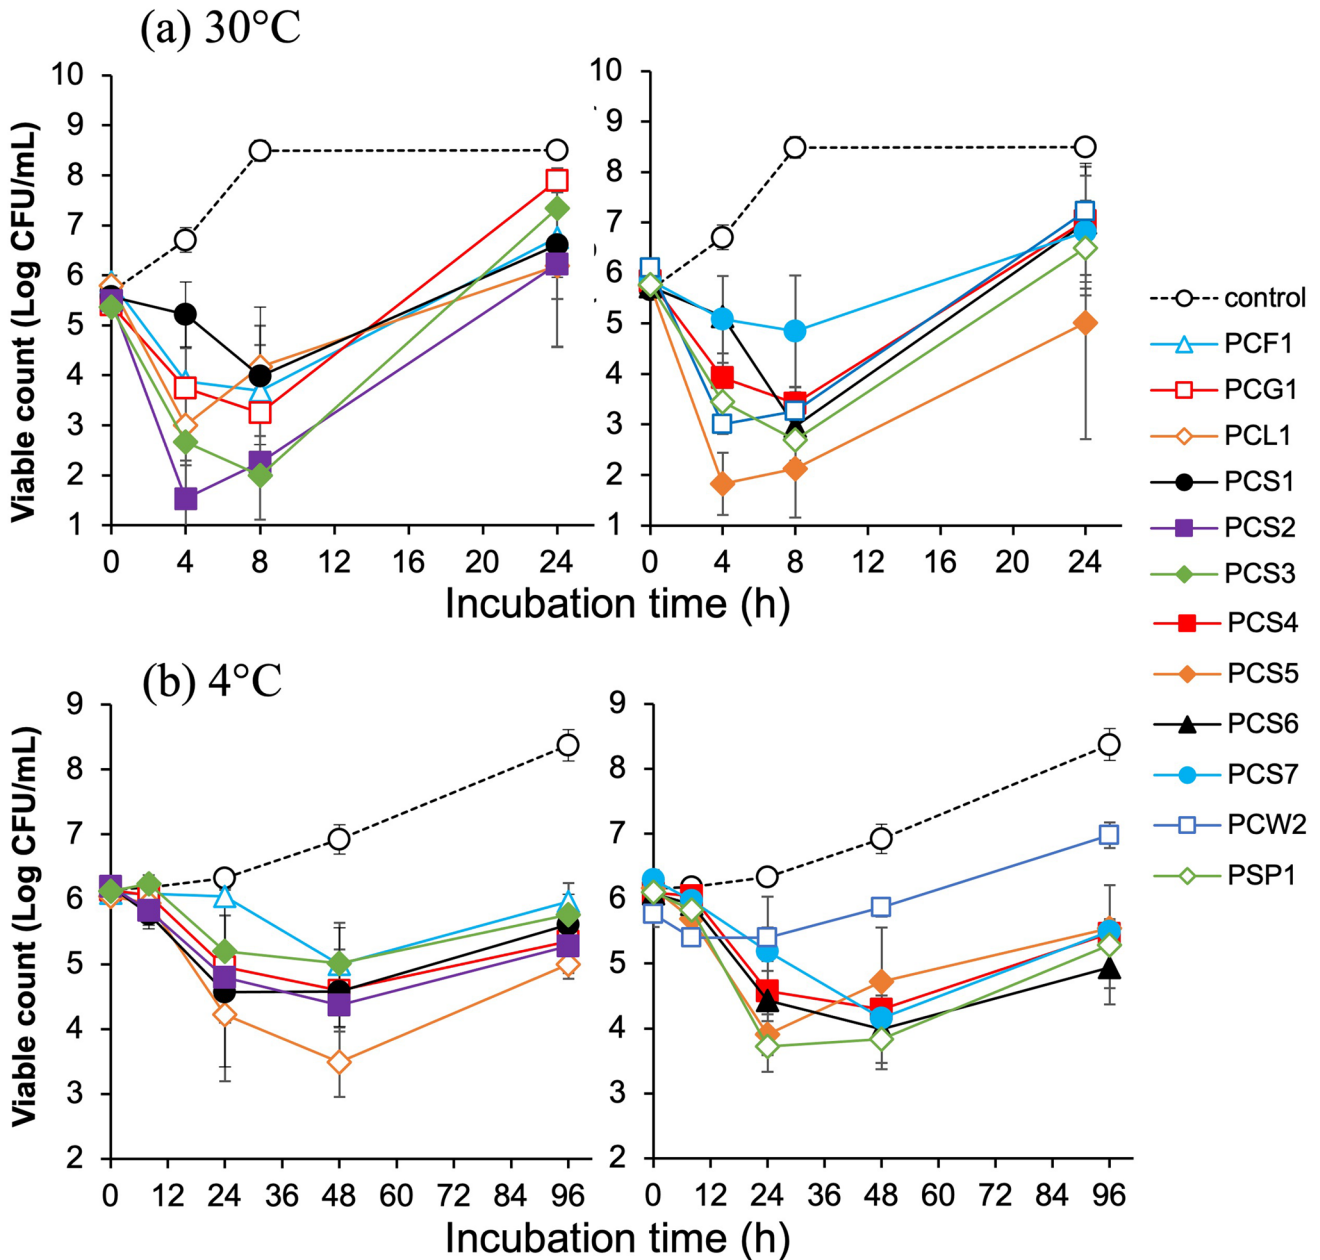 (a) 30°C
Viable count (Log CFU/mL)
10
9
8
7
6
5
4
3
2
1
0 4 8 12 16 20 24
10
9
8
7
6
5
4
3
2
1
0 4 8 12 16 20 24
Incubation time (h)
control
PCF1
PCG1
PCL1
PCS1
PCS2
PCS3
PCS4
PCS5
PCS6
PCS7
PCW2
PSP1
(b) 4°C
Viable count (Log CFU/mL)
9
8
7
6
5
4
3
2
0 12 24 36 48 60 72 84 96
9
8
7
6
5
4
3
2
0 12 24 36 48 60 72 84 96
Incubation time (h)